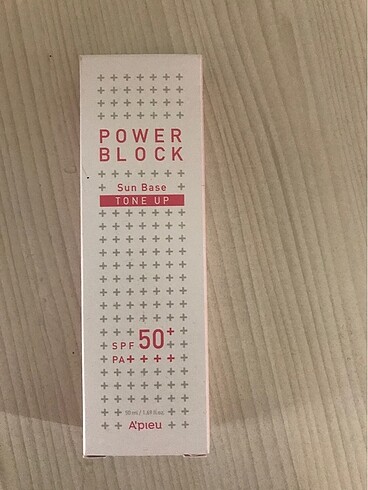 POWER
BLOCK
Sun Base
TONE UP
SPF 50+
PA++++
50 ml / 1.69 fl.oz.
A'pieu